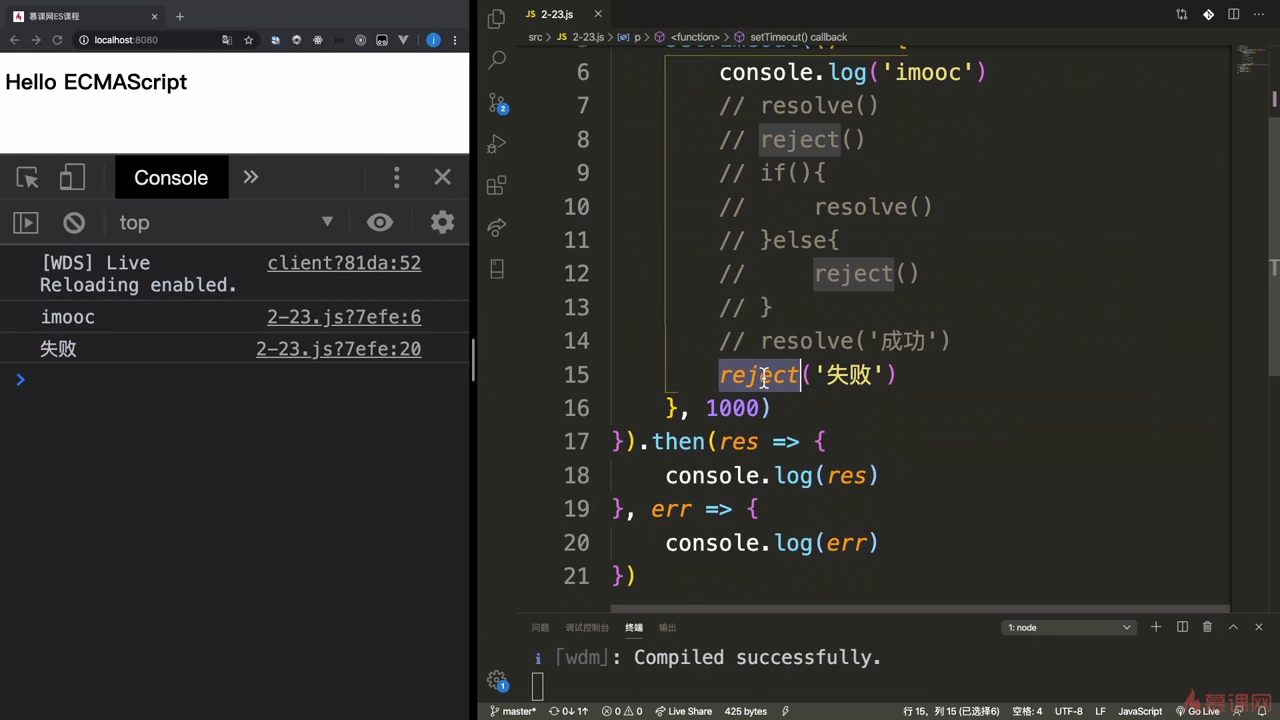 慕课网ES课程
localhost:8080
Hello ECMAScript
Console
top
[WDS] Live Reloading enabled. client?81da:52
imooc 2-23.js?7efe:6
失败 2-23.js?7efe:20
2-23.js
src > 2-23.js > p > <function> > setTimeout() callback
6 console.log('imooc')
7 // resolve()
8 // reject()
9 // if(){
10 // resolve()
11 // }else{
12 // reject()
13 // }
14 // resolve('成功')
15 reject('失败')
16 }, 1000)
17 }).then(res => {
18 console.log(res)
19 }, err => {
20 console.log(err)
21 })
问题 调试控制台 终端 输出 1: node
i ｢wdm｣: Compiled successfully.
master* 0↓ 1↑ 0 0 Live Share 425 bytes 行 15, 列 15 (已选择6) 空格: 4 UTF-8 LF JavaScript Go Live
慕课网